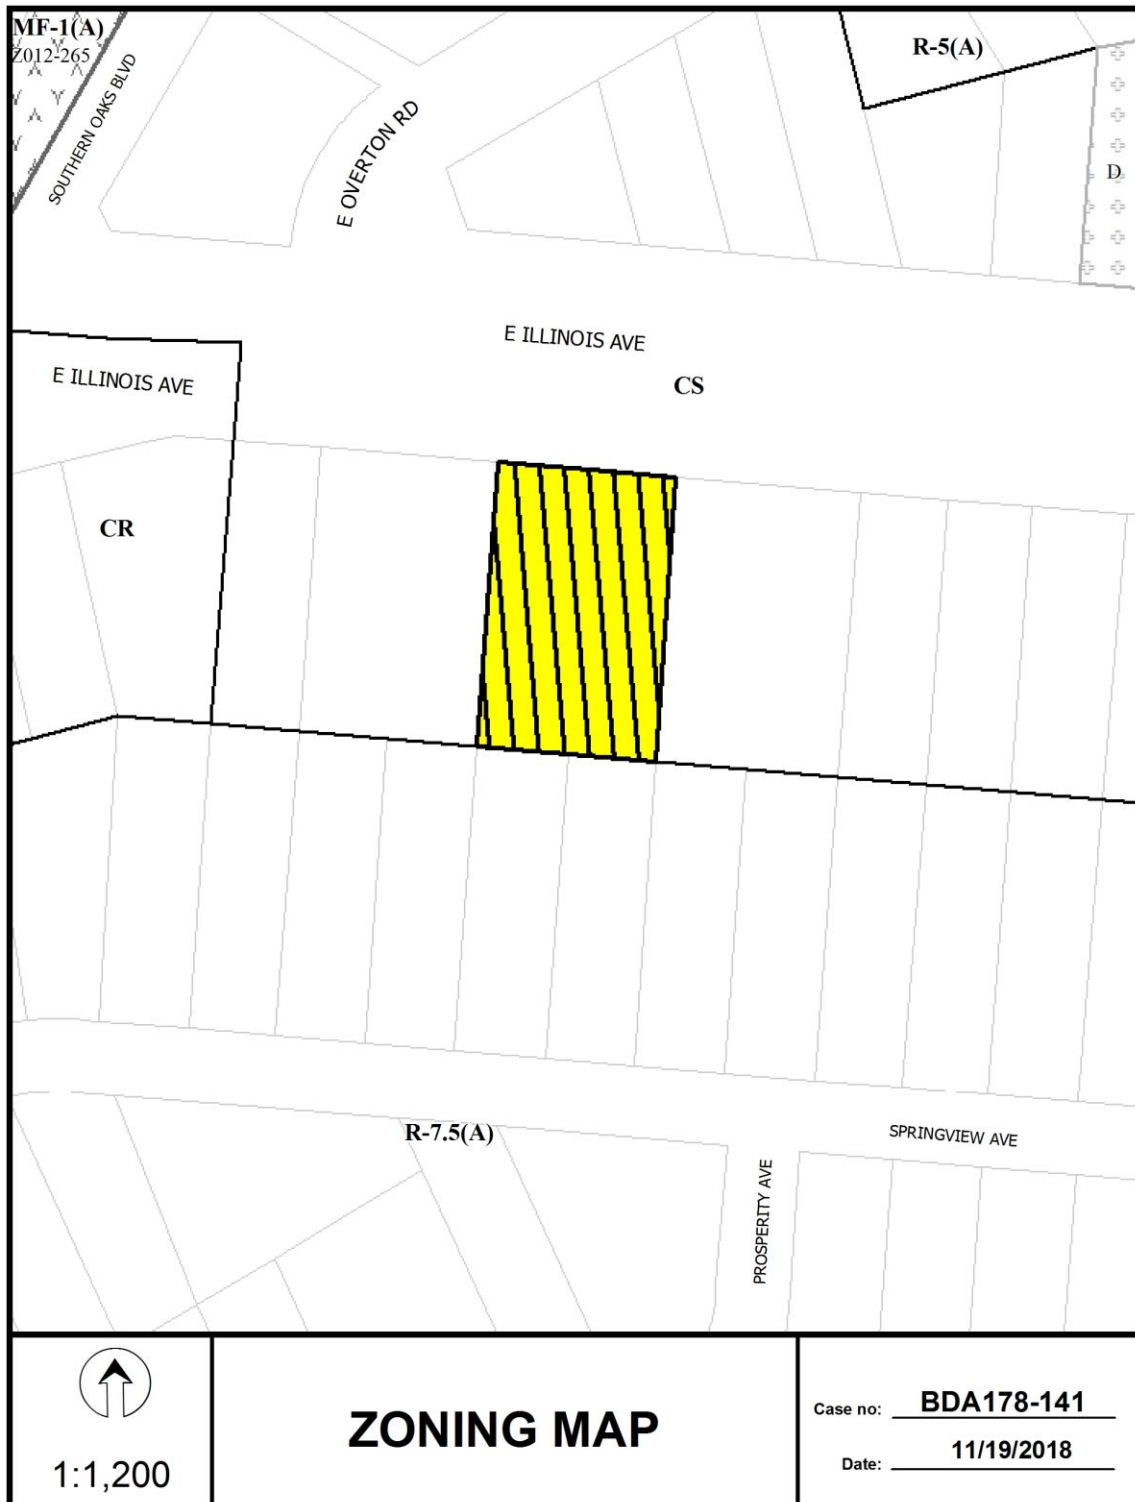 MF-1(A)
Z012-265
SOUTHERN OAKS BLVD
E OVERTON RD
R-5(A)
D
E ILLINOIS AVE
E ILLINOIS AVE
CS
CR
R-7.5(A)
SPRINGVIEW AVE
PROSPERITY AVE
1:1,200
ZONING MAP
Case no: BDA178-141
Date: 11/19/2018